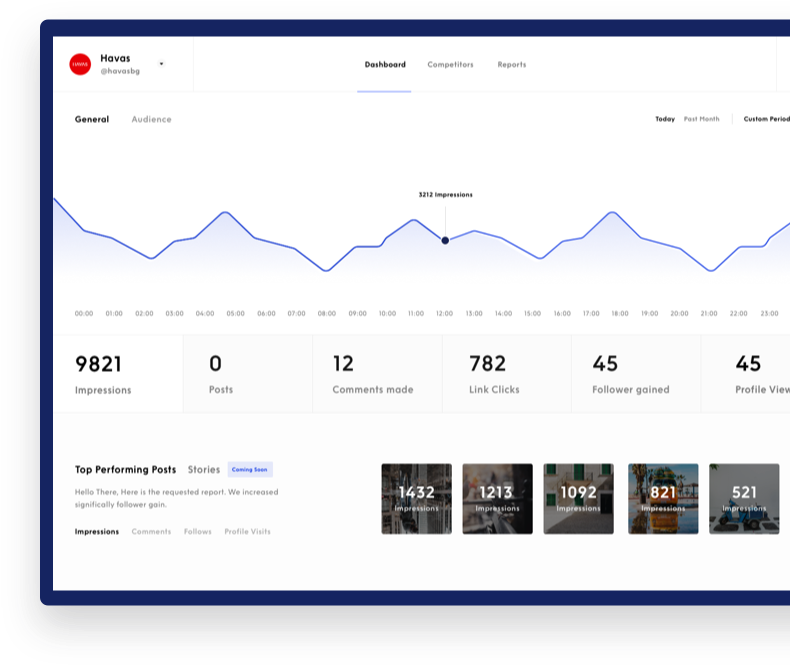 HAVAS
Havas
@havasbg
Dashboard Competitors Reports
General Audience
Today Past Month Custom Period
3212 Impressions
00:00 01:00 02:00 03:00 04:00 05:00 06:00 07:00 08:00 09:00 10:00 11:00 12:00 13:00 14:00 15:00 16:00 17:00 18:00 19:00 20:00 21:00 22:00 23:00
9821 0 12 782 45 45
Impressions Posts Comments made Link Clicks Follower gained Profile View
Top Performing Posts Stories Coming Soon
Hello There, Here is the requested report. We increased
significally follower gain.
Impressions Comments Follows Profile Visits
1432 1213 1092 821 521
Impressions Impressions Impressions Impressions Impressions